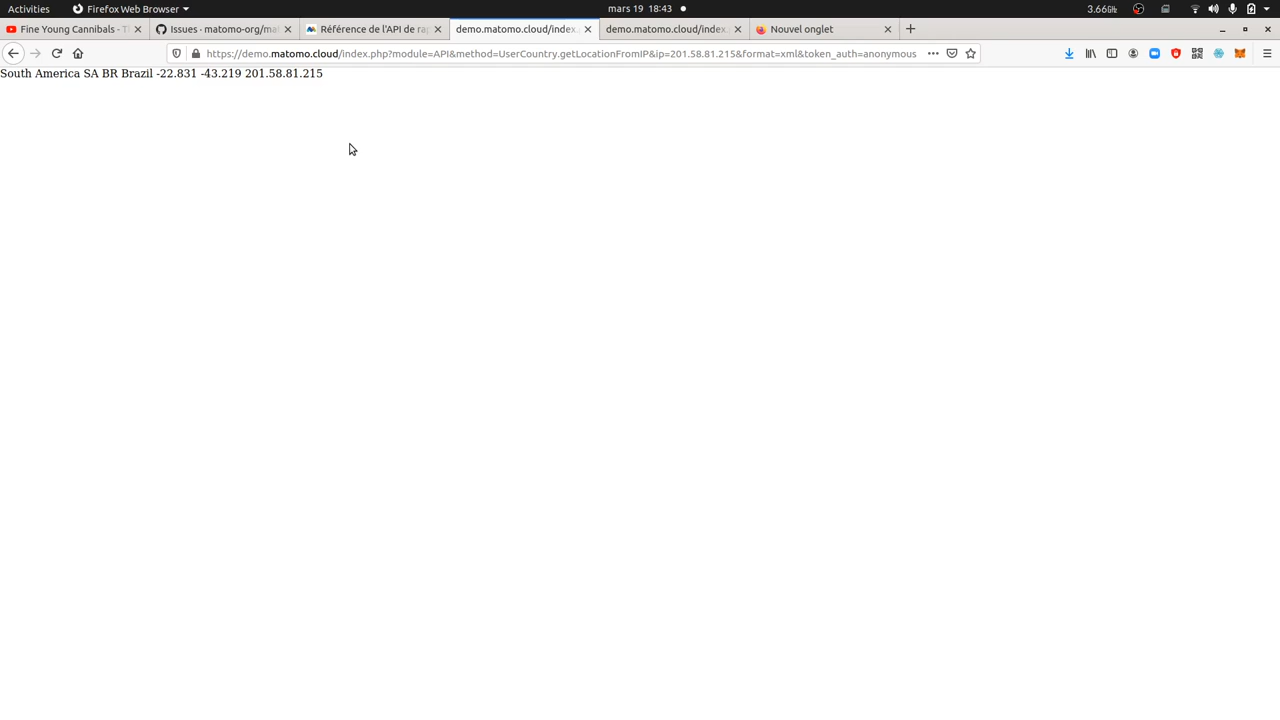 Activities
Firefox Web Browser
mars 19 18:43
3.66
Fine Young Cannibals - T
Issues · matomo-org/ma
Référence de l'API de ra
demo.matomo.cloud/index
demo.matomo.cloud/index
Nouvel onglet
https://demo.matomo.cloud/index.php?module=API&method=UserCountry.getLocationFromIP&ip=201.58.81.215&format=xml&token_auth=anonymous
South America SA BR Brazil -22.831 -43.219 201.58.81.215